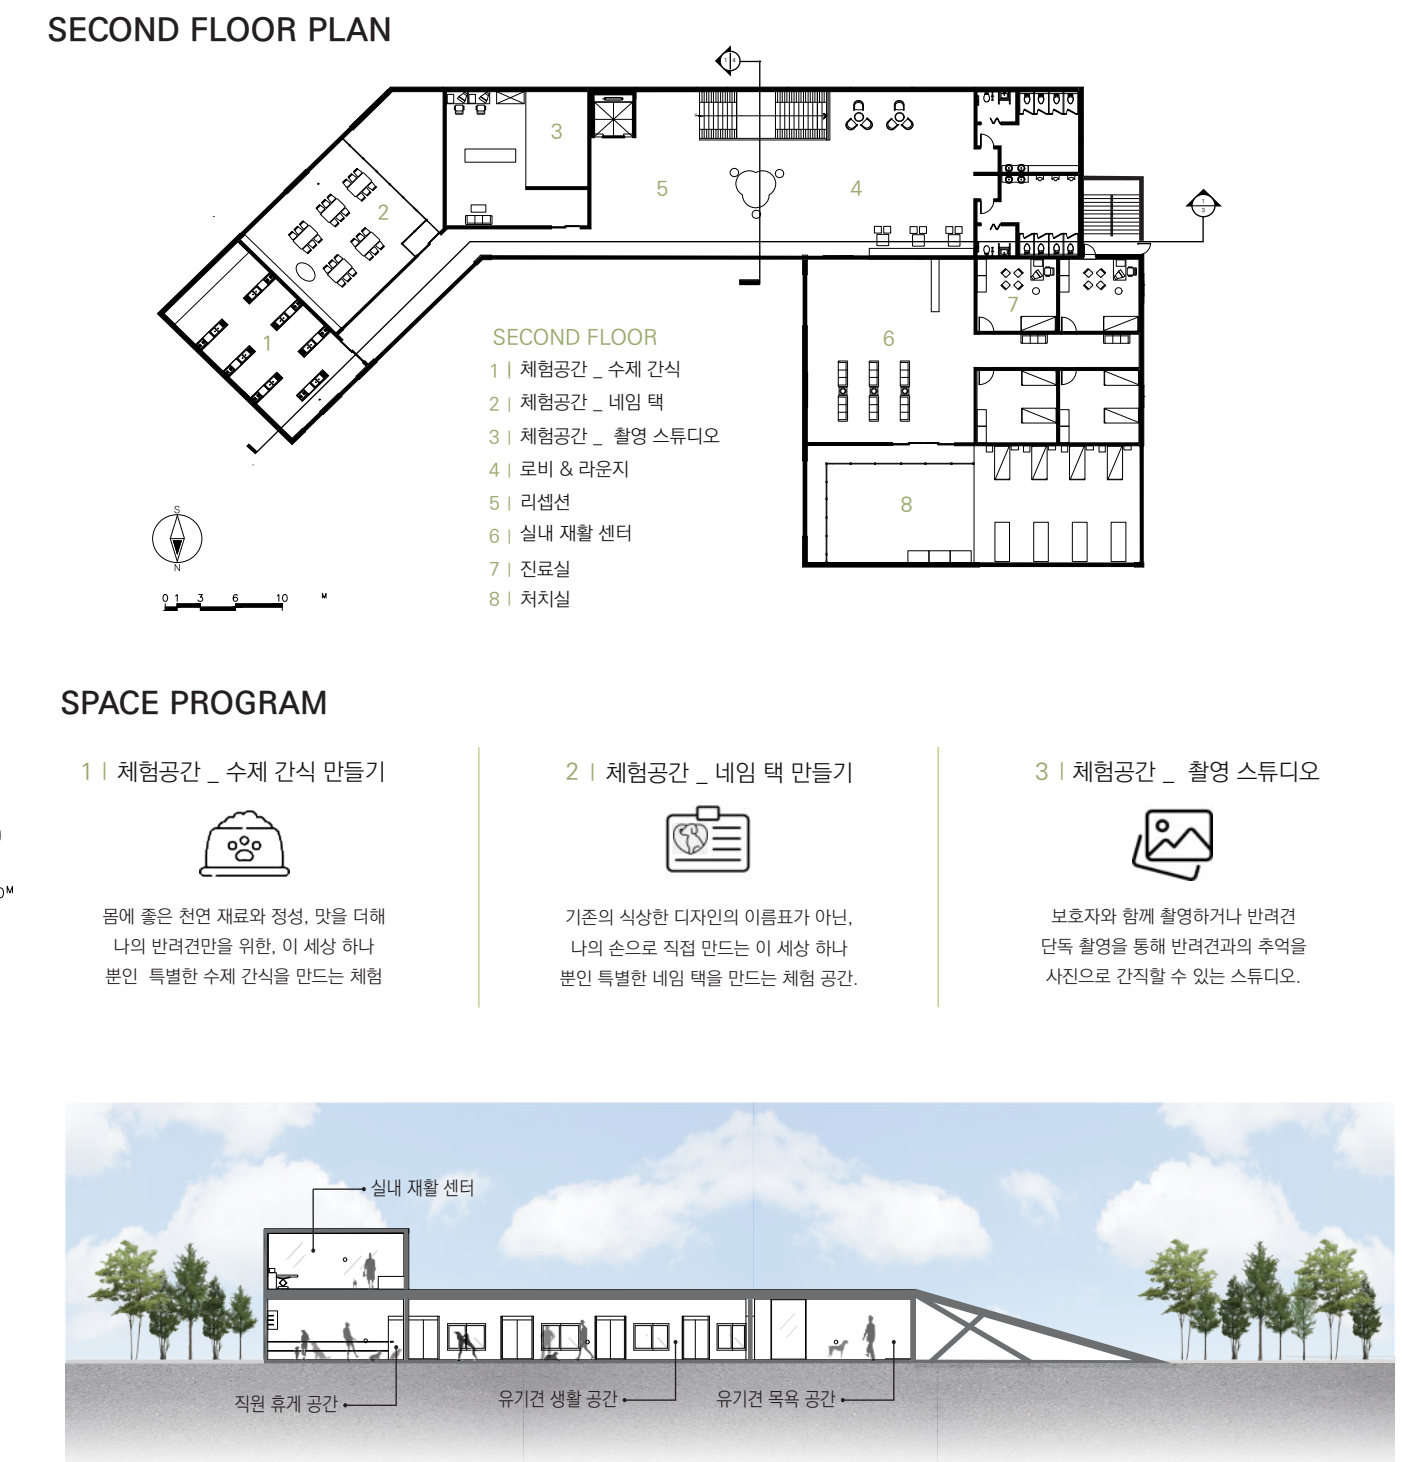 SECOND FLOOR PLAN
1 4
3
2
5
4
1
3
7
1
6
8
SECOND FLOOR
1 | 체험공간 _ 수제 간식
2 | 체험공간 _ 네임 택
3 | 체험공간 _ 촬영 스튜디오
4 | 로비 & 라운지
5 | 리셉션
6 | 실내 재활 센터
7 | 진료실
8 | 처치실
S
N
0 1 3 6 10 M
SPACE PROGRAM
1 | 체험공간 _ 수제 간식 만들기
몸에 좋은 천연 재료와 정성, 맛을 더해
나의 반려견만을 위한, 이 세상 하나
뿐인 특별한 수제 간식을 만드는 체험
2 | 체험공간 _ 네임 택 만들기
기존의 식상한 디자인의 이름표가 아닌,
나의 손으로 직접 만드는 이 세상 하나
뿐인 특별한 네임 택을 만드는 체험 공간.
3 | 체험공간 _ 촬영 스튜디오
보호자와 함께 촬영하거나 반려견
단독 촬영을 통해 반려견과의 추억을
사진으로 간직할 수 있는 스튜디오.
실내 재활 센터
직원 휴게 공간
유기견 생활 공간
유기견 목욕 공간